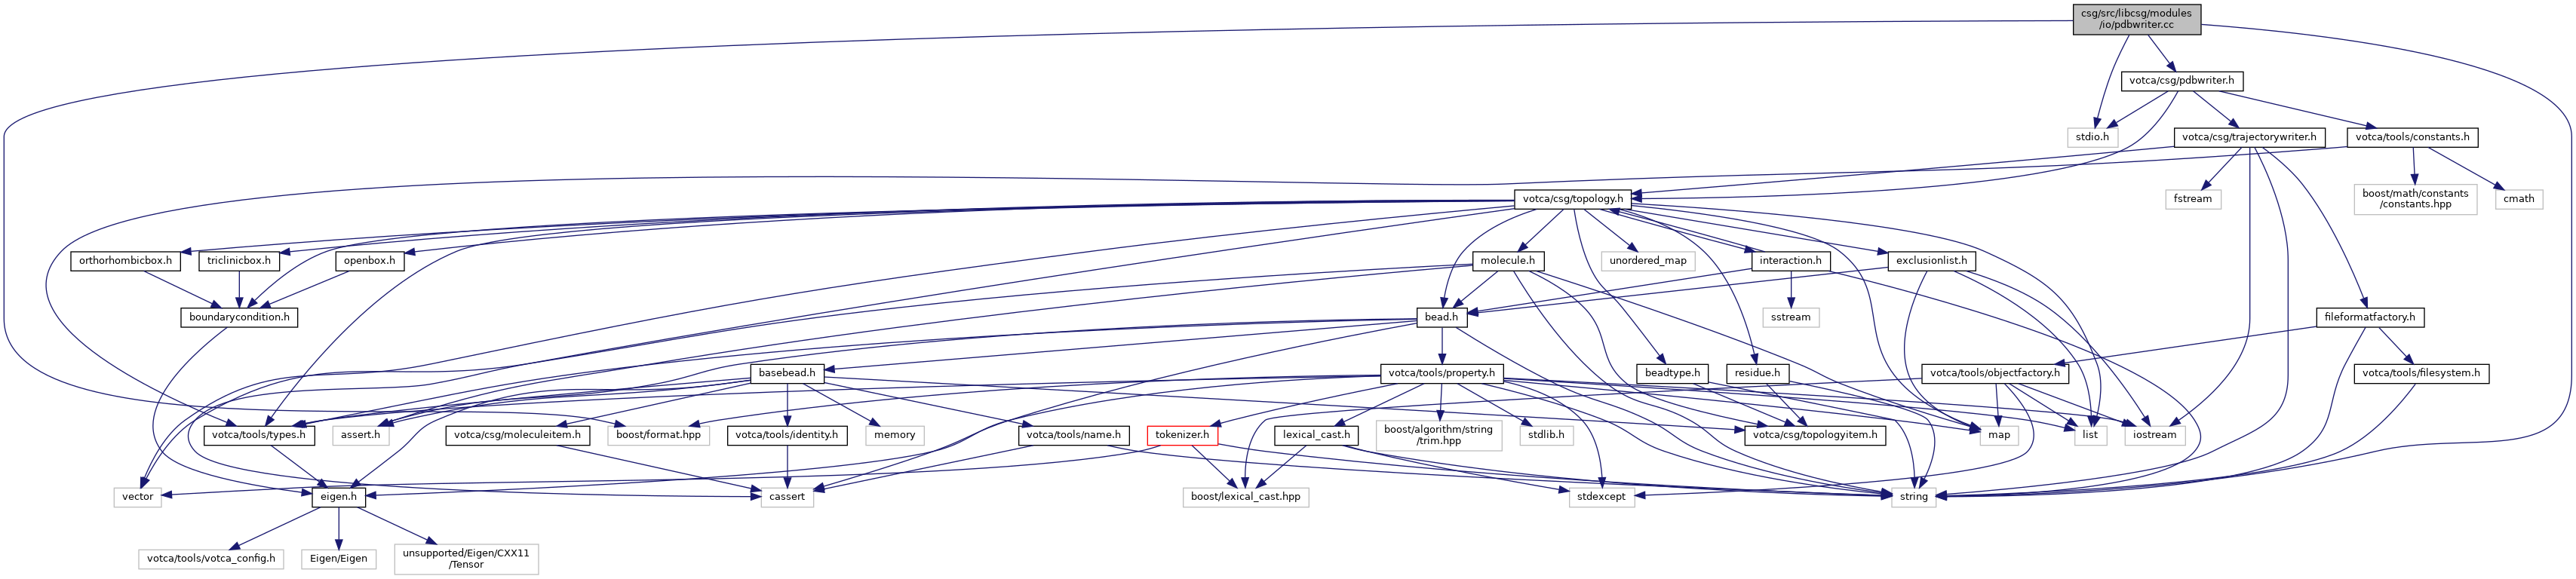 csg/src/libcsg/modules
/io/pdbwriter.cc
votca/csg/pdbwriter.h
stdio.h
votca/csg/trajectorywriter.h
votca/tools/constants.h
votca/csg/topology.h
fstream
boost/math/constants
/constants.hpp
cmath
orthorhombicbox.h
triclinicbox.h
openbox.h
molecule.h
unordered_map
interaction.h
exclusionlist.h
boundarycondition.h
bead.h
sstream
fileformatfactory.h
basebead.h
votca/tools/property.h
beadtype.h
residue.h
votca/tools/objectfactory.h
votca/tools/filesystem.h
votca/tools/types.h
assert.h
votca/csg/moleculeitem.h
boost/format.hpp
votca/tools/identity.h
memory
votca/tools/name.h
tokenizer.h
lexical_cast.h
boost/algorithm/string
/trim.hpp
stdlib.h
votca/csg/topologyitem.h
map
list
iostream
vector
eigen.h
cassert
boost/lexical_cast.hpp
stdexcept
string
votca/tools/votca_config.h
Eigen/Eigen
unsupported/Eigen/CXX11
/Tensor